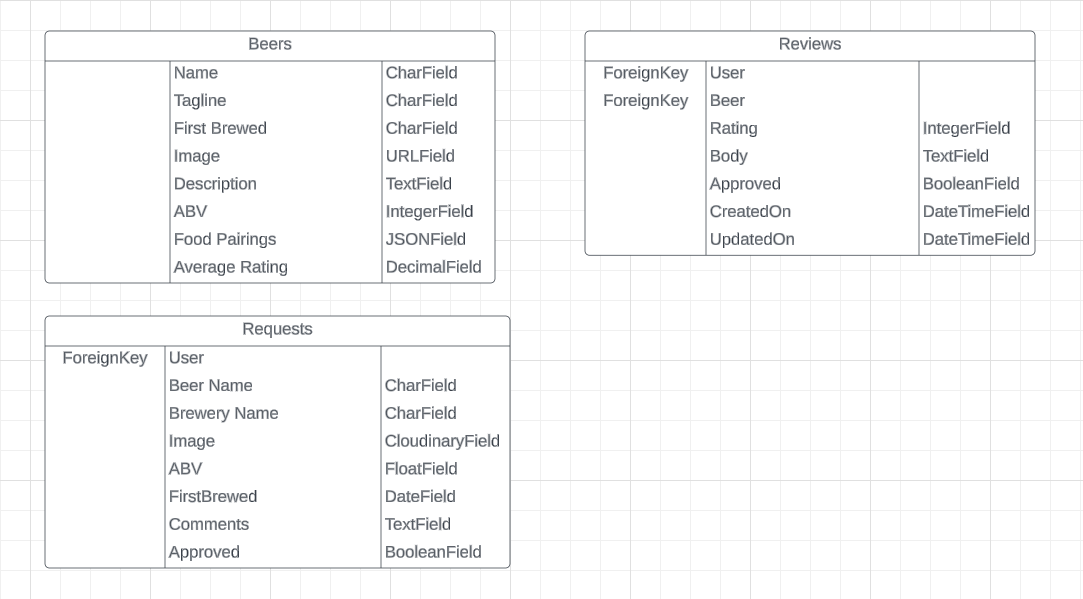 Beers
Name CharField
Tagline CharField
First Brewed CharField
Image URLField
Description TextField
ABV IntegerField
Food Pairings JSONField
Average Rating DecimalField
Reviews
ForeignKey User
ForeignKey Beer
Rating IntegerField
Body TextField
Approved BooleanField
CreatedOn DateTimeField
UpdatedOn DateTimeField
Requests
ForeignKey User
Beer Name CharField
Brewery Name CharField
Image CloudinaryField
ABV FloatField
FirstBrewed DateField
Comments TextField
Approved BooleanField